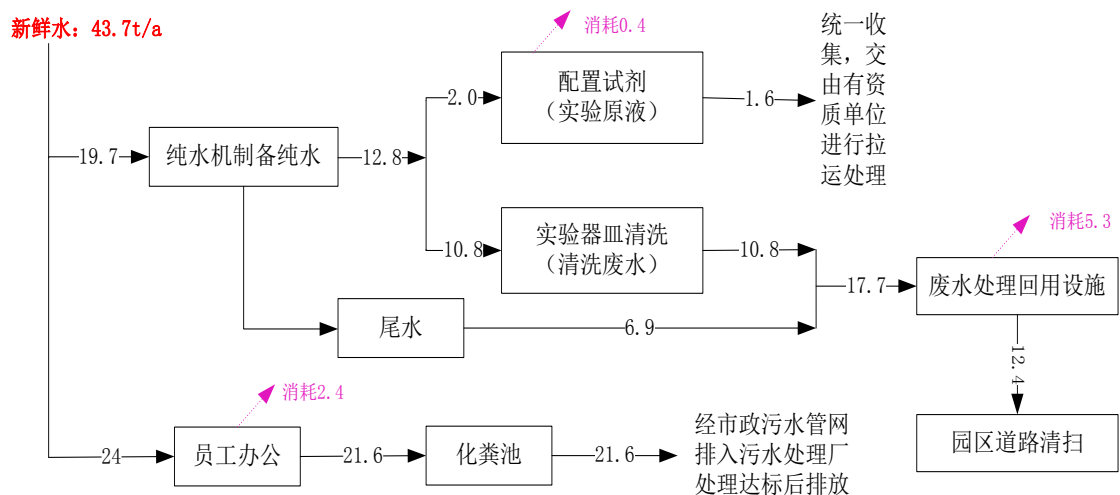 新鲜水：43.7t/a
消耗0.4
统一收
集，交
由有资
质单位
进行拉
运处理
配置试剂
（实验原液）
2.0
1.6
19.7
纯水机制备纯水
12.8
10.8
实验器皿清洗
（清洗废水）
10.8
消耗5.3
17.7
废水处理回用设施
尾水
6.9
12.4
消耗2.4
24
员工办公
21.6
化粪池
21.6
经市政污水管网
排入污水处理厂
处理达标后排放
园区道路清扫